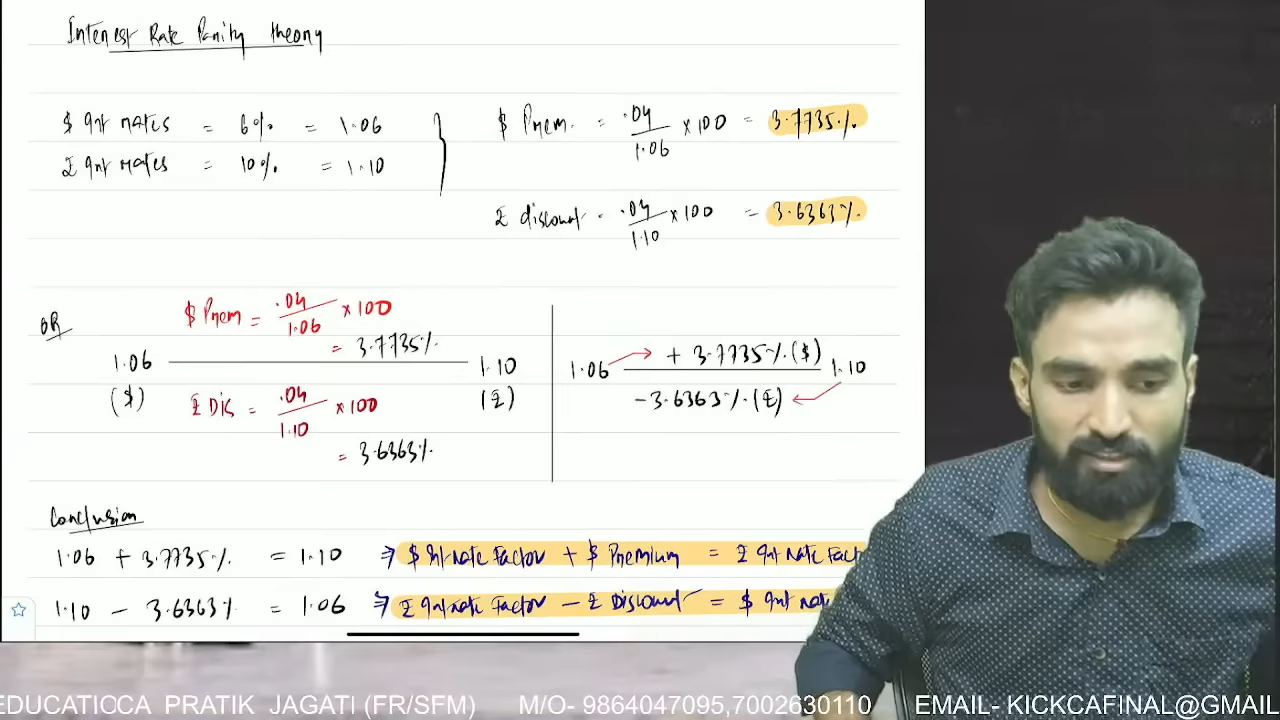 Interest Rate Parity theory
$ Int rates = 6% = 1.06
£ Int rates = 10% = 1.10
$ Prem. = .04/1.06 × 100 = 3.7735%
£ discount = .04/1.10 × 100 = 3.6363%
OR
$ Prem = .04/1.06 × 100
= 3.7735%
1.06 1.10
($) (£)
£ Dis = .04/1.10 × 100
= 3.6363%
1.06 + 3.7735% ($) 1.10
-3.6363% (£)
Conclusion
1.06 + 3.7735% = 1.10 ⇒ $ Int rate Factor + $ Premium = £ Int rate Fact
1.10 - 3.6363% = 1.06 ⇒ £ Int rate Factor - £ Discount = $ Int rate
EDUCATIOCA PRATIK JAGATI (FR/SFM) M/O- 9864047095,7002630110 EMAIL- KICKCAFINAL@GMAIL